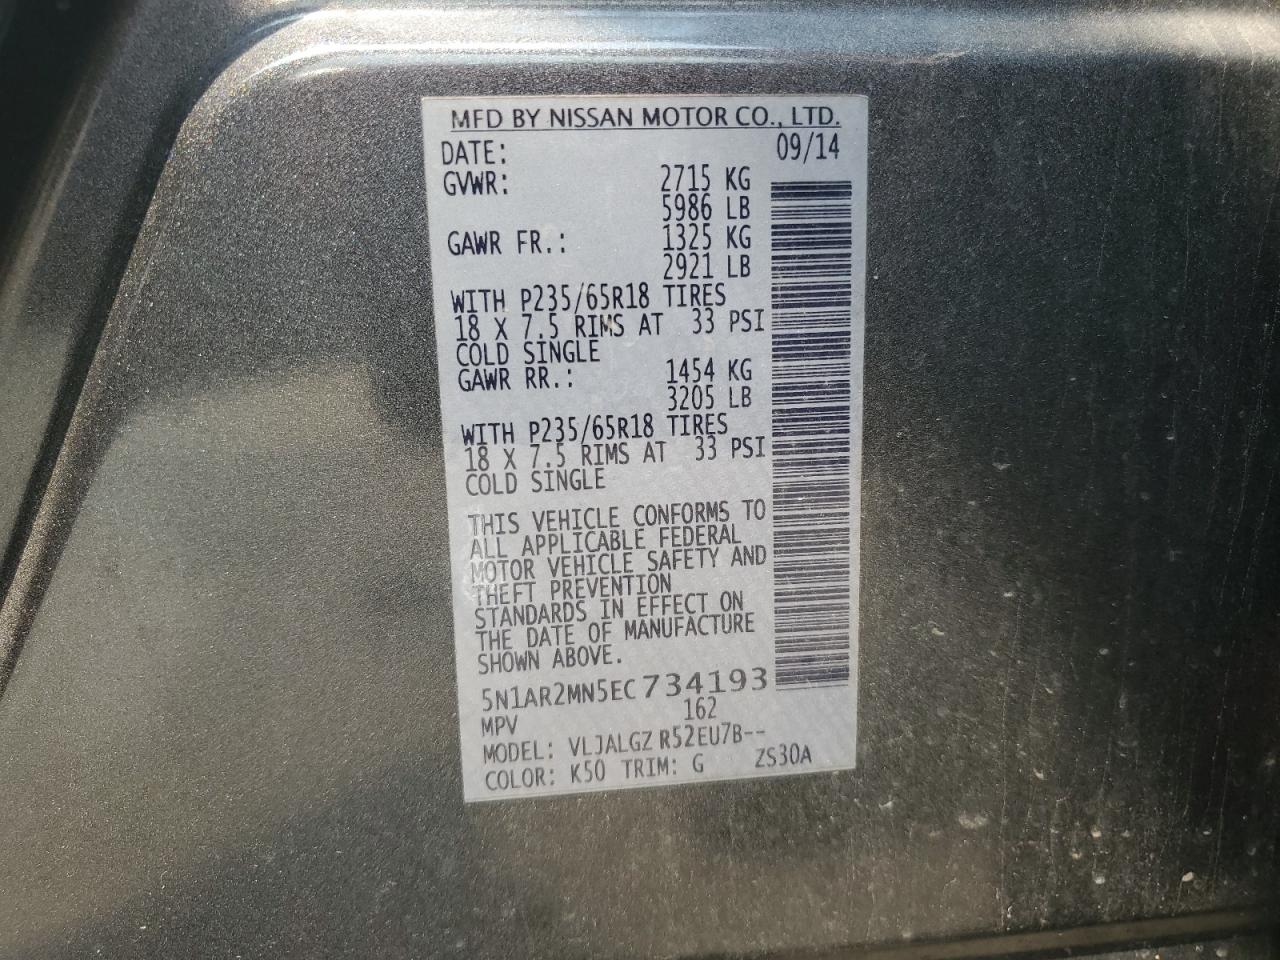 MFD BY NISSAN MOTOR CO., LTD.
DATE: 09/14
GVWR: 2715 KG
5986 LB
GAWR FR.: 1325 KG
2921 LB
WITH P235/65R18 TIRES
18 X 7.5 RIMS AT 33 PSI
COLD SINGLE
GAWR RR.: 1454 KG
3205 LB
WITH P235/65R18 TIRES
18 X 7.5 RIMS AT 33 PSI
COLD SINGLE
THIS VEHICLE CONFORMS TO
ALL APPLICABLE FEDERAL
MOTOR VEHICLE SAFETY AND
THEFT PREVENTION
STANDARDS IN EFFECT ON
THE DATE OF MANUFACTURE
SHOWN ABOVE.
5N1AR2MN5EC734193
MPV 162
MODEL: VLJALGZ R52EU7B--
COLOR: K50 TRIM: G ZS30A